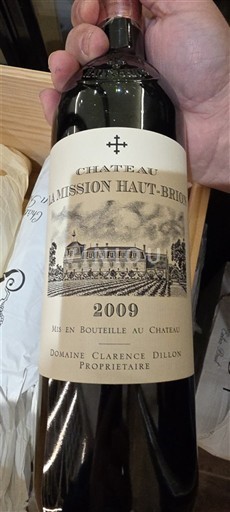 CHATEAU
LA MISSION HAUT-BRION
2009
MIS EN BOUTEILLE AU CHATEAU
DOMAINE CLARENCE DILLON
PROPRIETAIRE